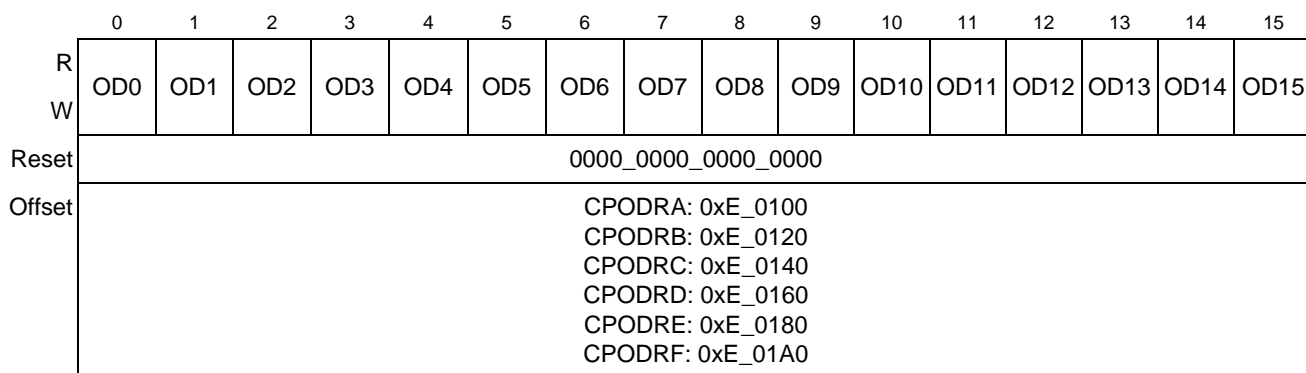 0 1 2 3 4 5 6 7 8 9 10 11 12 13 14 15
R
W
OD0 OD1 OD2 OD3 OD4 OD5 OD6 OD7 OD8 OD9 OD10 OD11 OD12 OD13 OD14 OD15
Reset 0000_0000_0000_0000
Offset CPODRA: 0xE_0100
CPODRB: 0xE_0120
CPODRC: 0xE_0140
CPODRD: 0xE_0160
CPODRE: 0xE_0180
CPODRF: 0xE_01A0